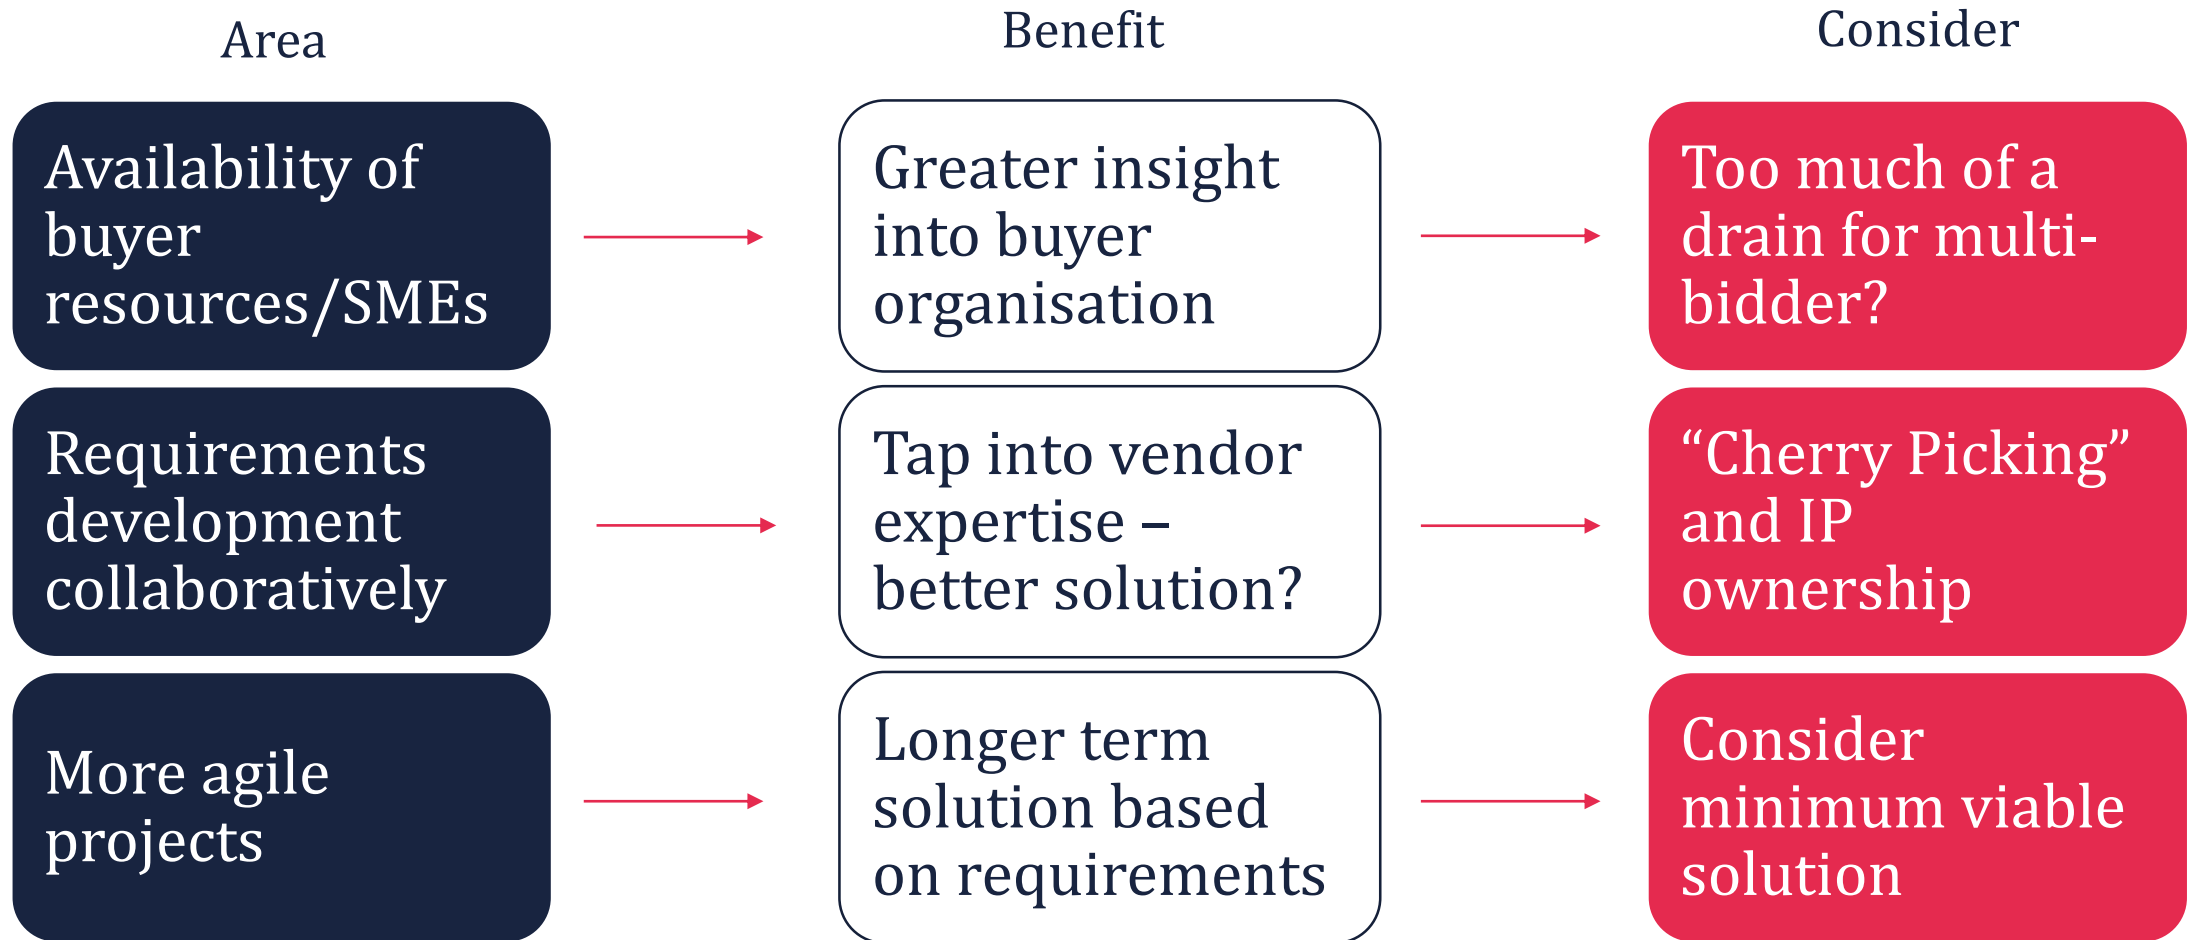 Area
Benefit
Consider
Availability of
buyer
resources/SMEs
Greater insight
into buyer
organisation
Too much of a
drain for multi-
bidder?
Requirements
development
collaboratively
Tap into vendor
expertise –
better solution?
“Cherry Picking”
and IP
ownership
More agile
projects
Longer term
solution based
on requirements
Consider
minimum viable
solution